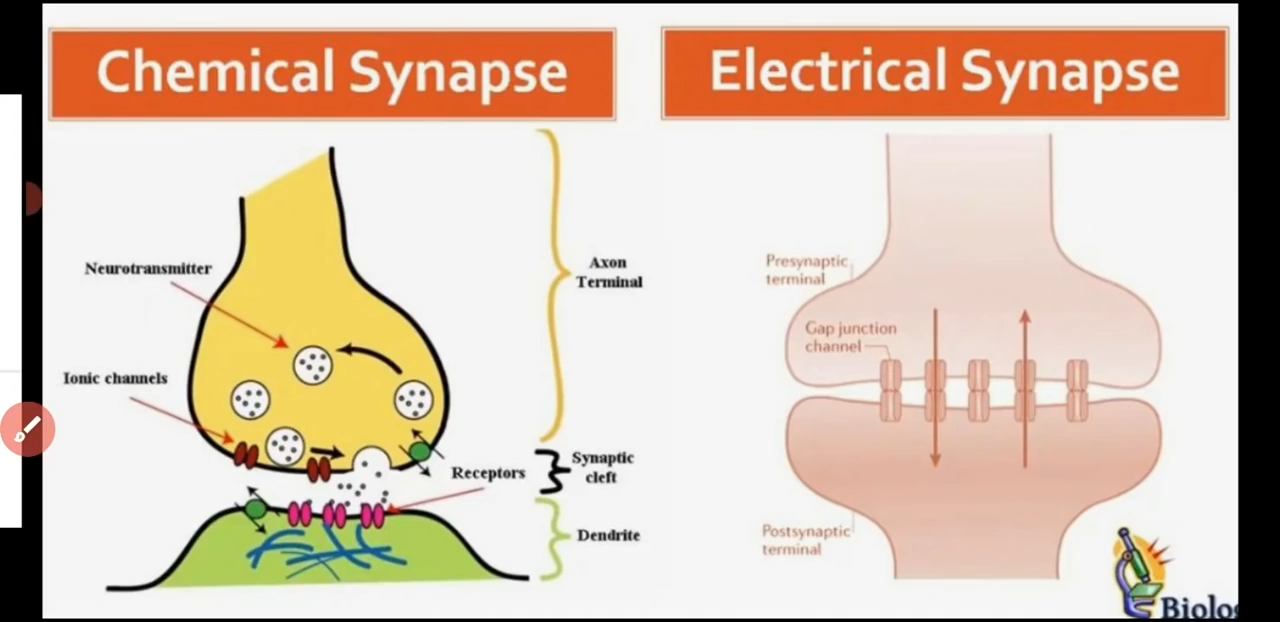 Chemical Synapse
Electrical Synapse
Neurotransmitter
Ionic channels
Axon
Terminal
Receptors
Synaptic
cleft
Dendrite
Presynaptic
terminal
Gap junction
channel
Postsynaptic
terminal